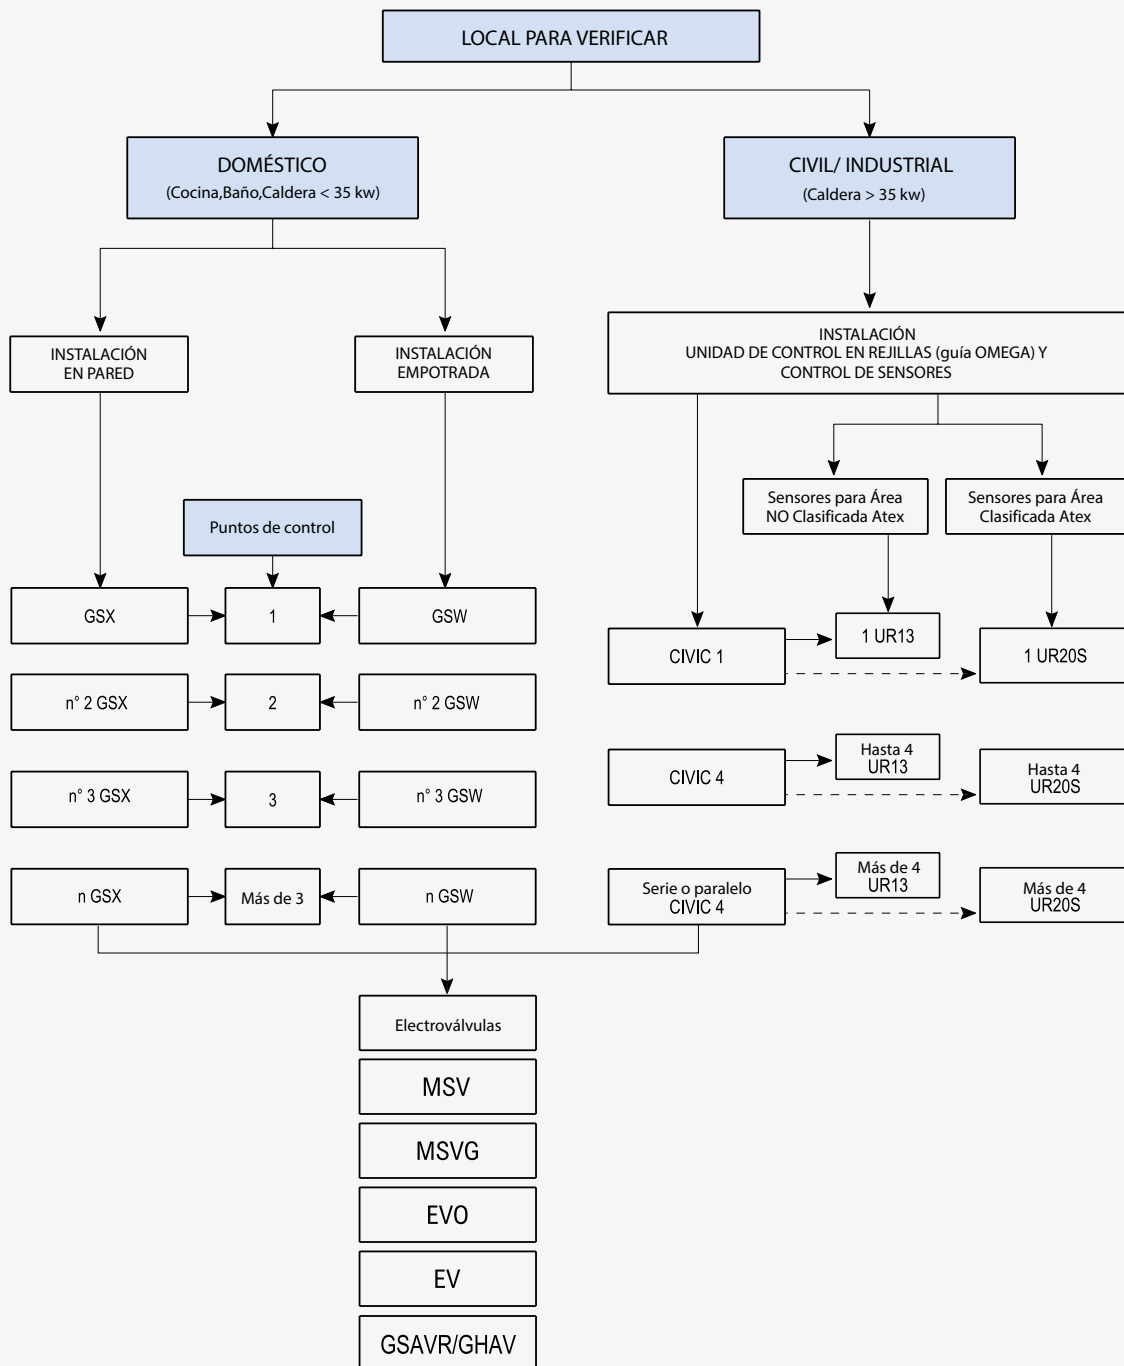 LOCAL PARA VERIFICAR
DOMÉSTICO
(Cocina,Baño,Caldera < 35 kw)
CIVIL/ INDUSTRIAL
(Caldera > 35 kw)
INSTALACIÓN
EN PARED
INSTALACIÓN
EMPOTRADA
INSTALACIÓN
UNIDAD DE CONTROL EN REJILLAS (guía OMEGA) Y
CONTROL DE SENSORES
Sensores para Área
NO Clasificada Atex
Sensores para Área
Clasificada Atex
Puntos de control
GSX
1
GSW
CIVIC 1
1 UR13
1 UR20S
n° 2 GSX
2
n° 2 GSW
n° 3 GSX
3
n° 3 GSW
CIVIC 4
Hasta 4
UR13
Hasta 4
UR20S
n GSX
Más de 3
n GSW
Serie o paralelo
CIVIC 4
Más de 4
UR13
Más de 4
UR20S
Electroválvulas
MSV
MSVG
EVO
EV
GSAVR/GHAV